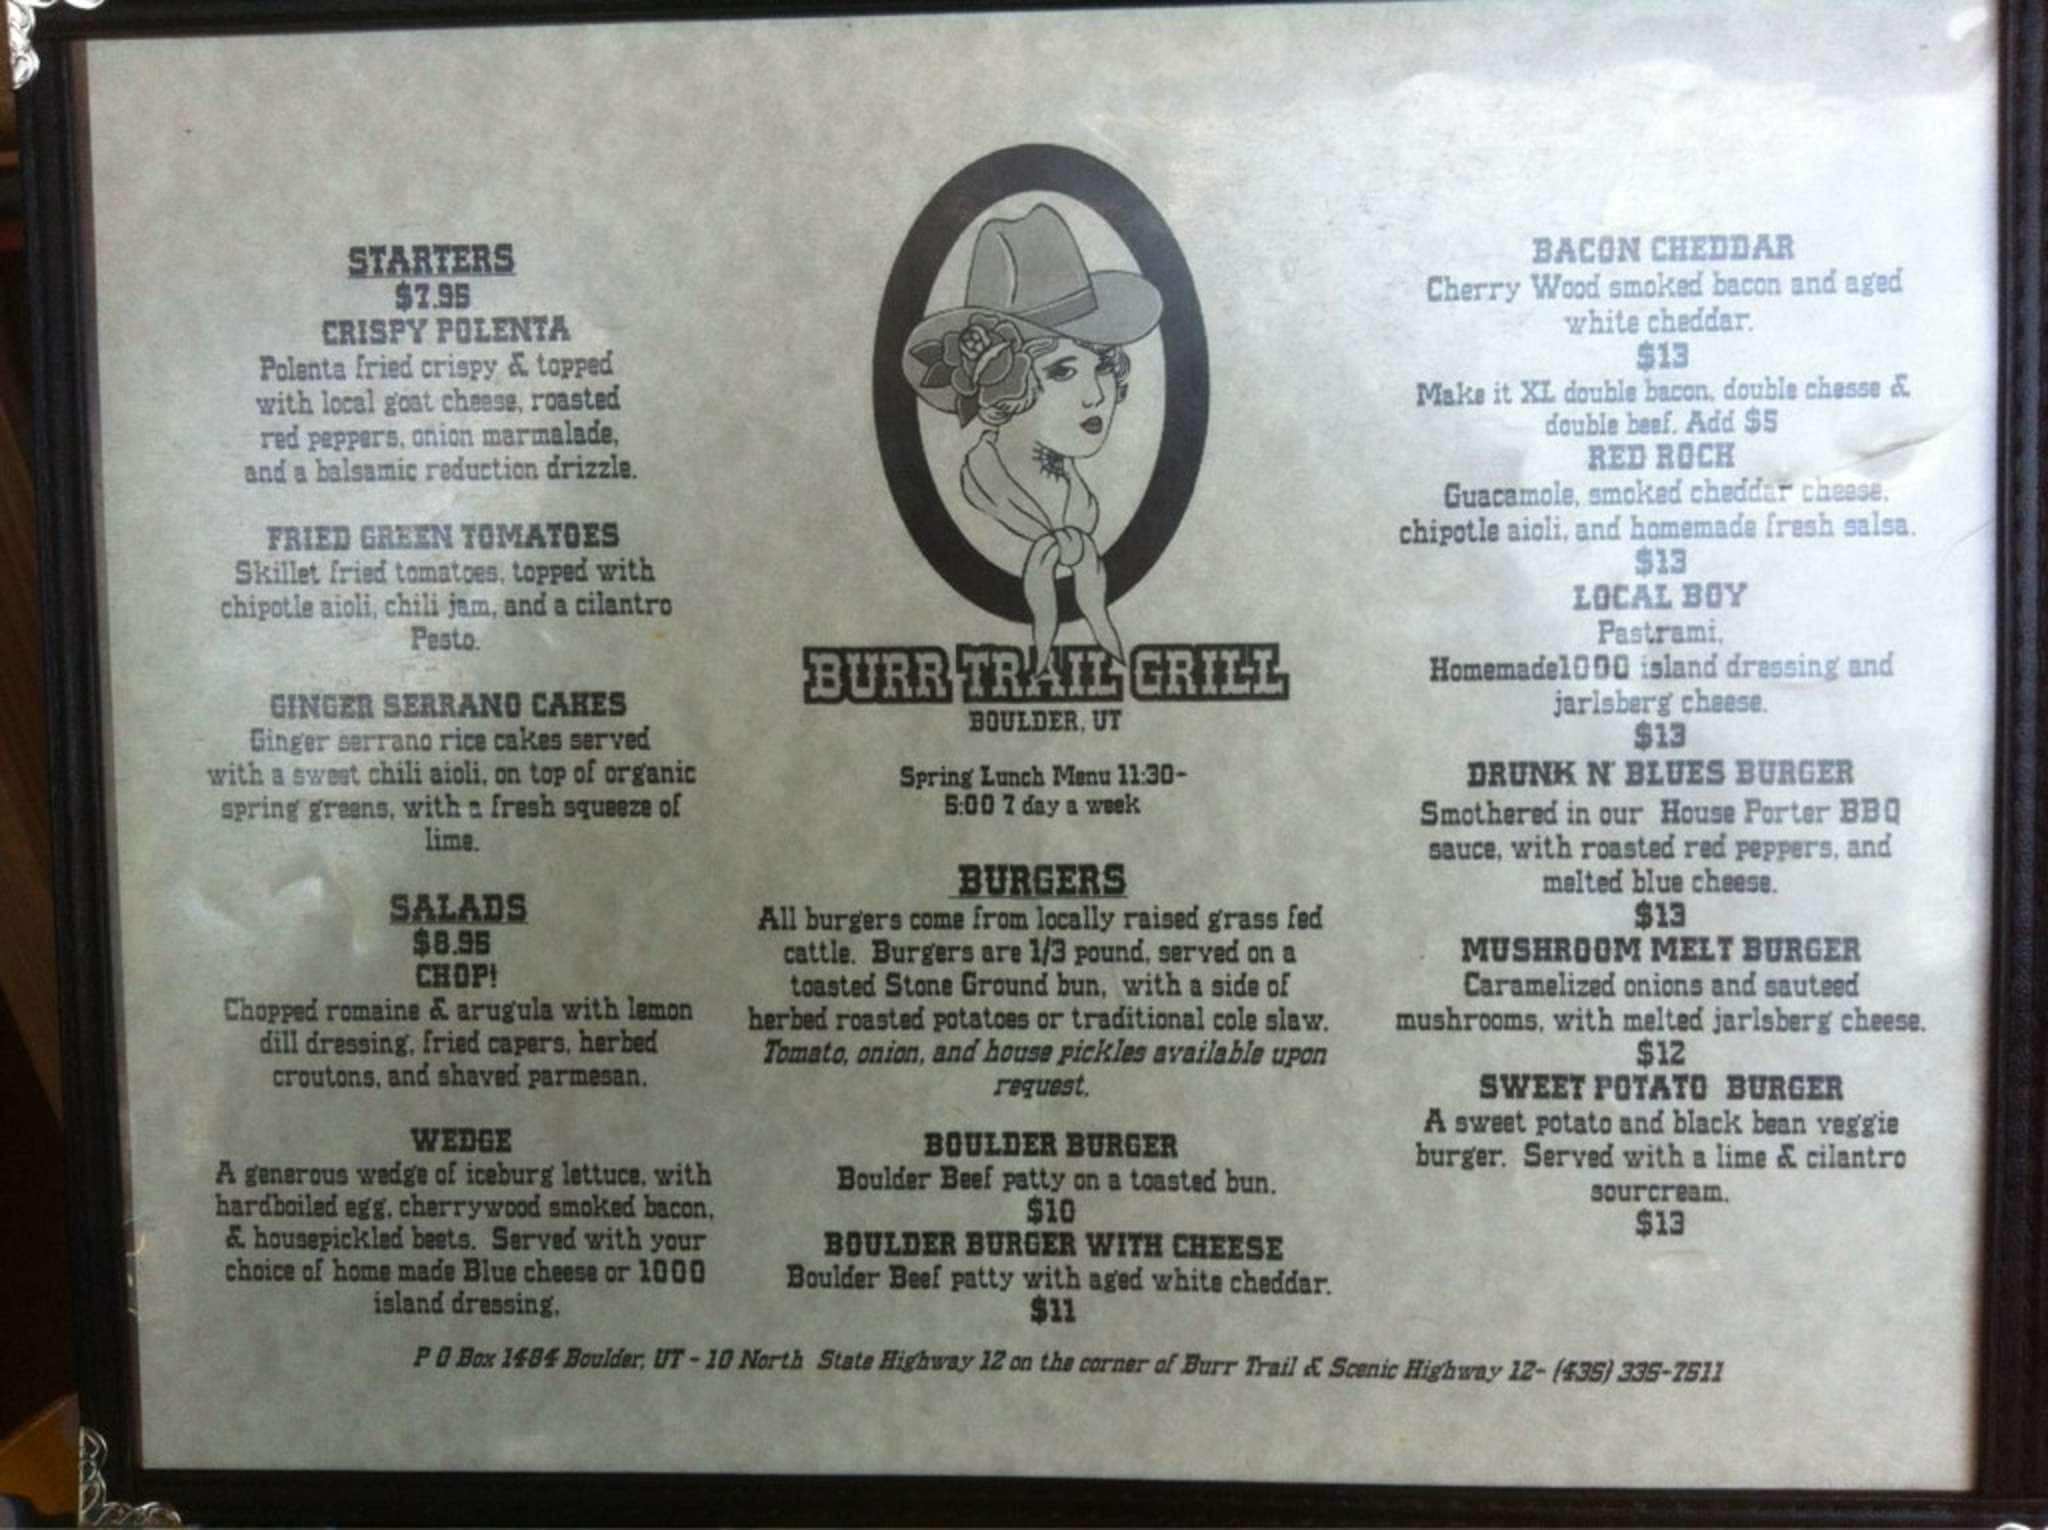 STARTERS
$7.95
CRISPY POLENTA
Polenta fried crispy & topped
with local goat cheese, roasted
red peppers, onion marmalade,
and a balsamic reduction drizzle.
FRIED GREEN TOMATOES
Skillet fried tomatoes, topped with
chipotle aioli, chili jam, and a cilantro
Pesto.
GINGER SERRANO CAKES
Ginger serrano rice cakes served
with a sweet chili aioli, on top of organic
spring greens, with a fresh squeeze of
lime.
SALADS
$8.95
CHOP!
Chopped romaine & arugula with lemon
dill dressing, fried capers, herbed
croutons, and shaved parmesan.
WEDGE
A generous wedge of iceburg lettuce, with
hardboiled egg, cherrywood smoked bacon,
& housepickled beets. Served with your
choice of home made Blue cheese or 1000
island dressing.
BURR TRAIL GRILL
BOULDER, UT
Spring Lunch Menu 11:30-
5:00 7 day a week
BURGERS
All burgers come from locally raised grass fed
cattle. Burgers are 1/3 pound, served on a
toasted Stone Ground bun, with a side of
herbed roasted potatoes or traditional cole slaw.
Tomato, onion, and house pickles available upon
request.
BOULDER BURGER
Boulder Beef patty on a toasted bun.
$10
BOULDER BURGER WITH CHEESE
Boulder Beef patty with aged white cheddar.
$11
BACON CHEDDAR
Cherry Wood smoked bacon and aged
white cheddar.
$13
Make it XL double bacon, double chesse &
double beef. Add $5
RED ROCK
Guacamole, smoked cheddar cheese,
chipotle aioli, and homemade fresh salsa.
$13
LOCAL BOY
Pastrami,
Homemade1000 island dressing and
jarlsberg cheese.
$13
DRUNK N' BLUES BURGER
Smothered in our House Porter BBQ
sauce, with roasted red peppers, and
melted blue cheese.
$13
MUSHROOM MELT BURGER
Caramelized onions and sauteed
mushrooms, with melted jarlsberg cheese.
$12
SWEET POTATO BURGER
A sweet potato and black bean veggie
burger. Served with a lime & cilantro
sourcream.
$13
P O Box 1484 Boulder, UT - 10 North State Highway 12 on the corner of Burr Trail & Scenic Highway 12- (435) 335-7511